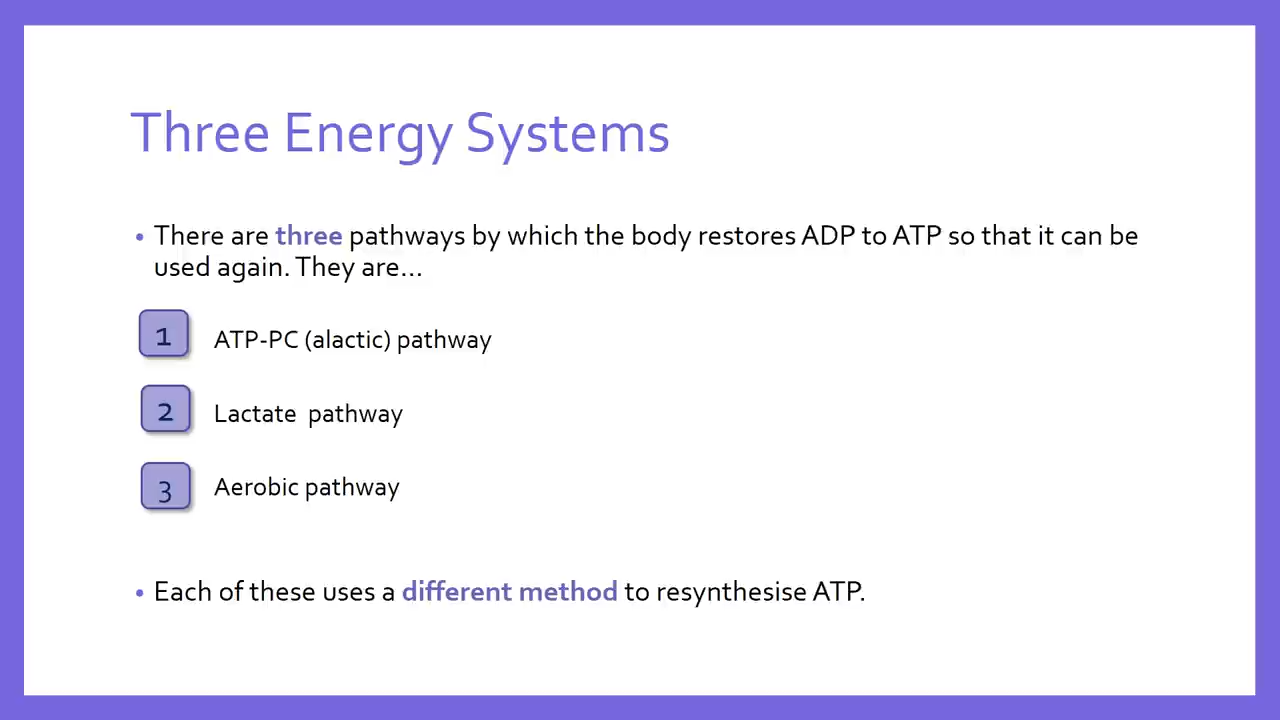 Three Energy Systems
• There are three pathways by which the body restores ADP to ATP so that it can be
used again. They are...
1 ATP-PC (alactic) pathway
2 Lactate  pathway
3 Aerobic pathway
• Each of these uses a different method to resynthesise ATP.